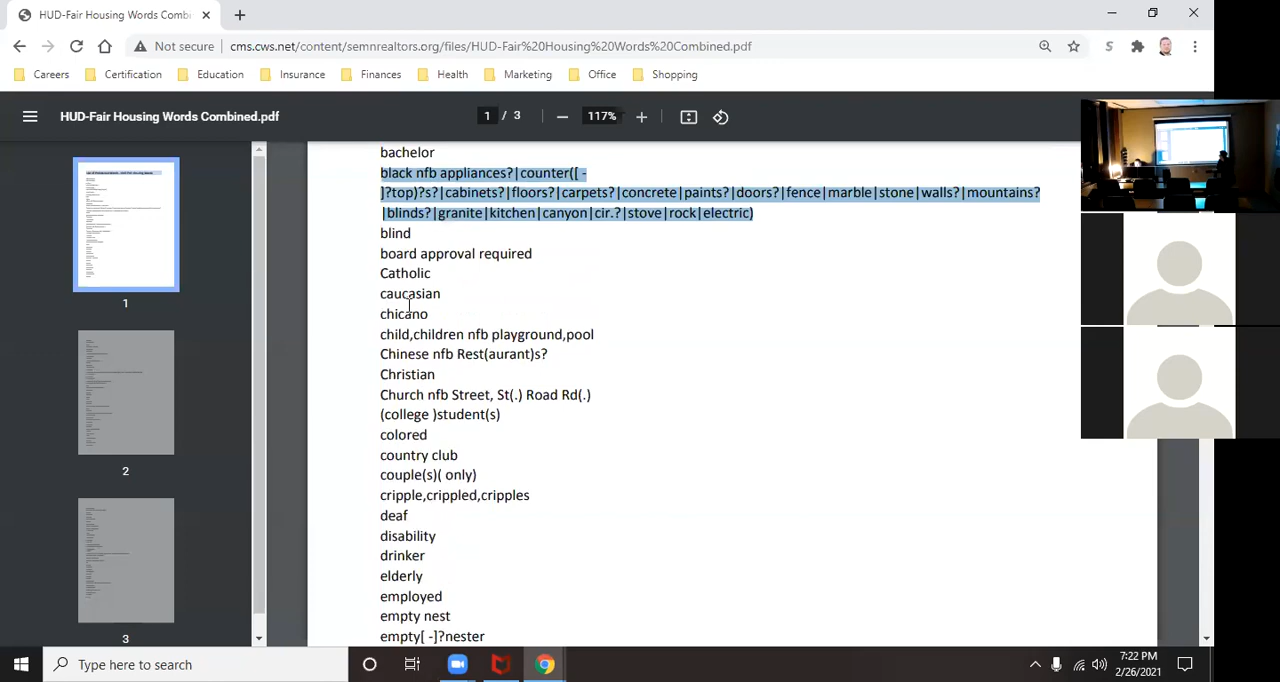 HUD-Fair Housing Words Combi
Not secure
cms.cws.net/content/semnrealtors.org/files/HUD-Fair%20Housing%20Words%20Combined.pdf
S
Careers Certification Education Insurance Finances Health Marketing Office Shopping
HUD-Fair Housing Words Combined.pdf
1 / 3
117%
bachelor
black nfb appliances?|counter([ -
]?top)?s?|cabinets?|floors?|carpets?|concrete|paints?|doors?|fence|marble|stone|walls?|mountains?
|blinds?|granite|kitchen|canyon|cir.?|stove|rock|electric)
blind
board approval required
Catholic
caucasian
chicano
child,children nfb playground,pool
Chinese nfb Rest(aurant)s?
Christian
Church nfb Street, St(.) Road Rd(.)
(college )student(s)
colored
country club
couple(s)( only)
cripple,crippled,cripples
deaf
disability
drinker
elderly
employed
empty nest
empty[ -]?nester
1
2
3
Type here to search
7:22 PM
2/26/2021